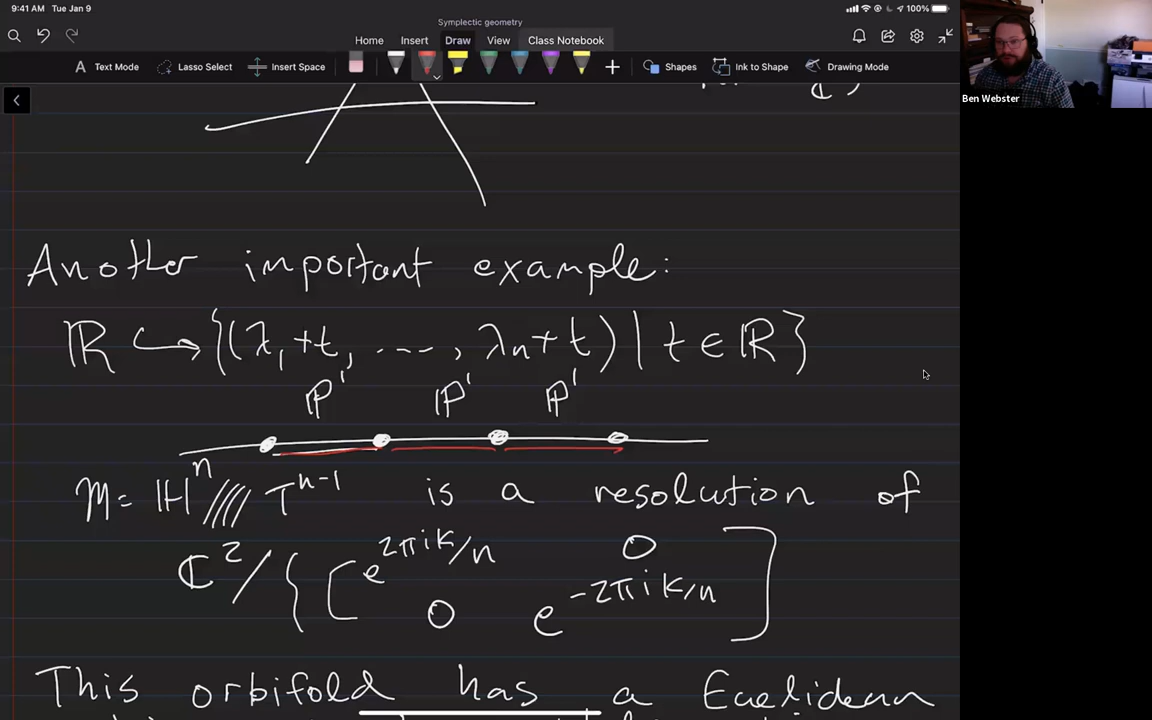 9:41 AM Tue Jan 9
100%
Symplectic geometry
Home Insert Draw View Class Notebook
Text Mode Lasso Select Insert Space Shapes Ink to Shape Drawing Mode
Ben Webster
Another important example:
ℝ ↪ {(λ₁+t, ...., λn+t) | t ∈ ℝ}
ℙ¹ ℙ¹ ℙ¹
M = ℍⁿ//// Tⁿ⁻¹ is a resolution of
ℂ²/{[e^{2πik/n} 0
0 e^{-2πik/n}]
This orbifold has a Euclidean